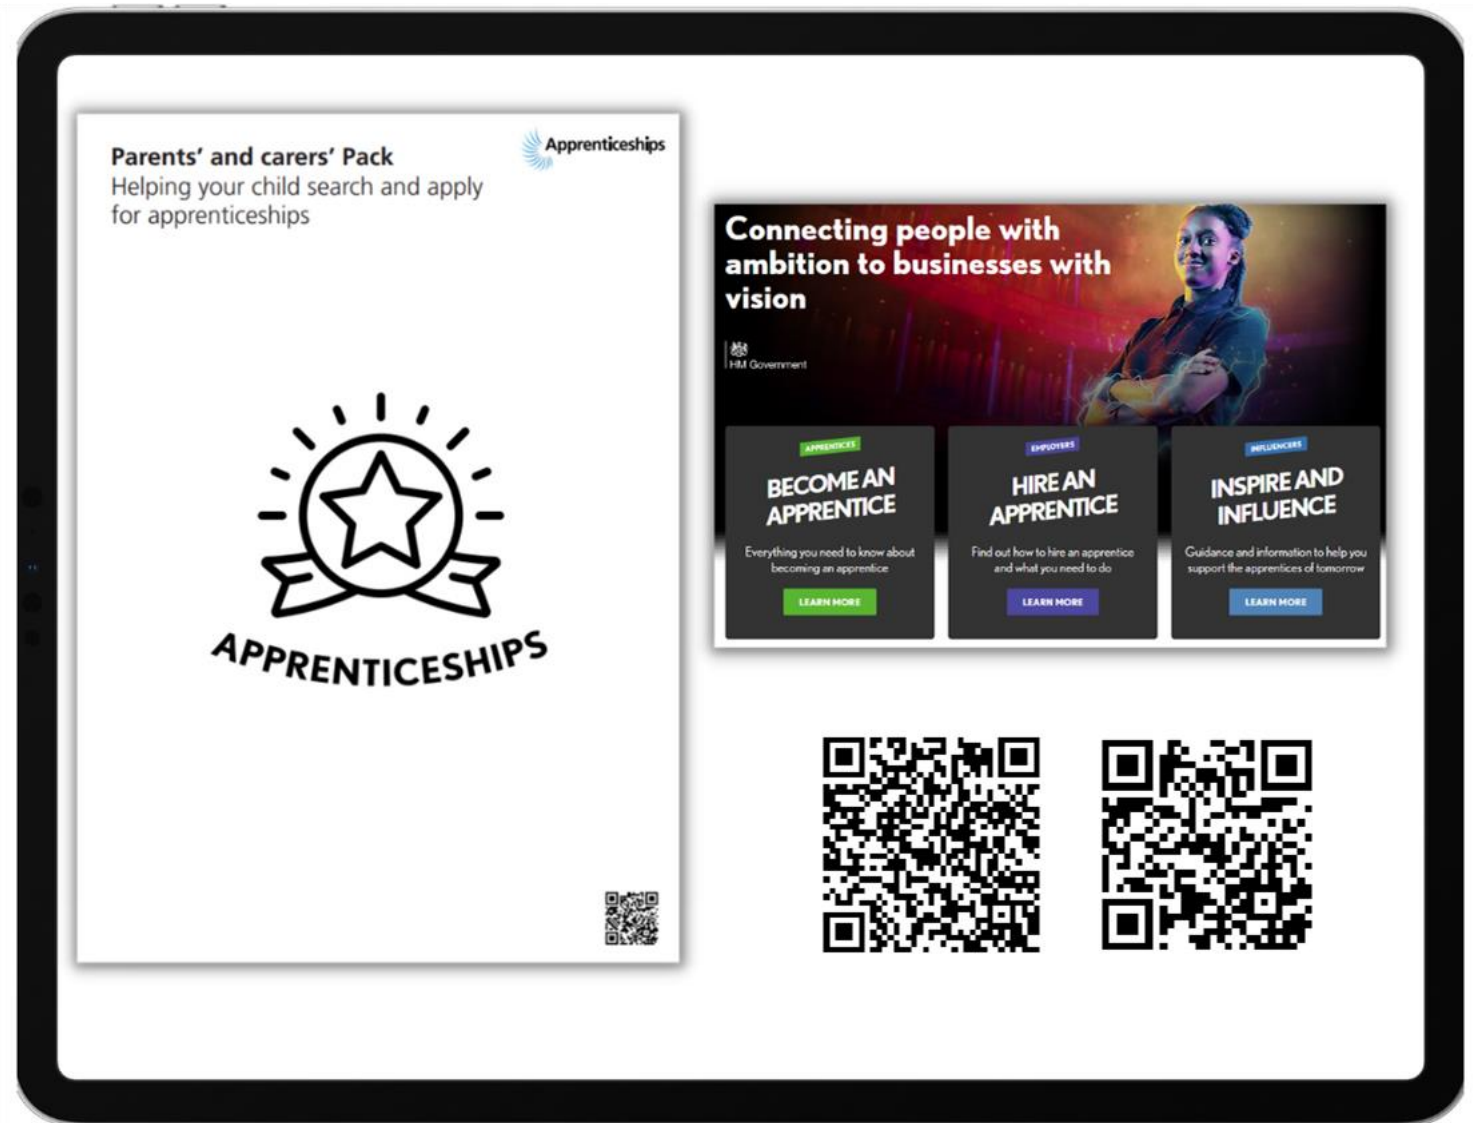 Parents' and carers' Pack
Helping your child search and apply
for apprenticeships
Apprenticeships
APPRENTICESHIPS
Connecting people with
ambition to businesses with
vision
HM Government
APPRENTICES
BECOME AN
APPRENTICE
Everything you need to know about
becoming an apprentice
LEARN MORE
EMPLOYERS
HIRE AN
APPRENTICE
Find out how to hire an apprentice
and what you need to do
LEARN MORE
INFLUENCERS
INSPIRE AND
INFLUENCE
Guidance and information to help you
support the apprentices of tomorrow
LEARN MORE